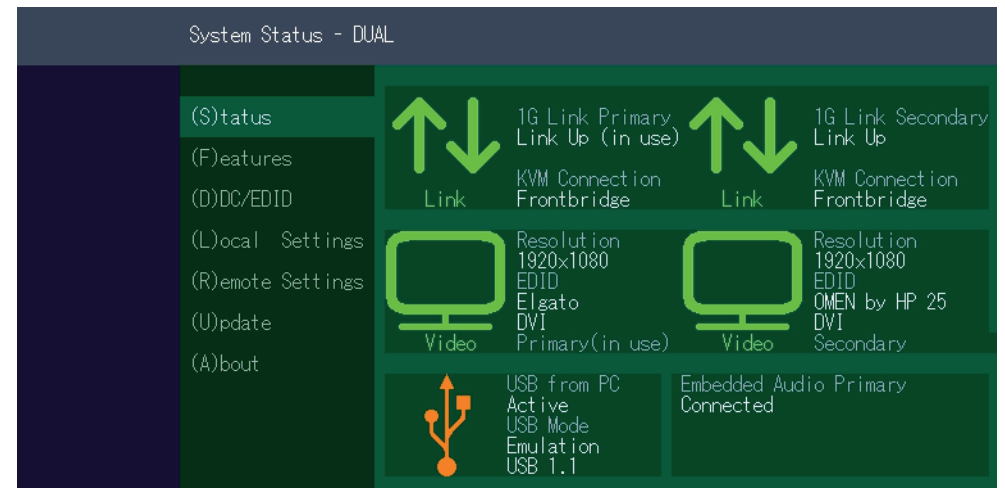 System Status - DUAL
(S)tatus
(F)eatures
(D)DC/EDID
(L)ocal Settings
(R)emote Settings
(U)pdate
(A)bout
1G Link Primary
Link Up (in use)
KVM Connection
Frontbridge
Link
1G Link Secondary
Link Up
KVM Connection
Frontbridge
Link
Resolution
1920x1080
EDID
Elgato
DVI
Primary(in use)
Video
Resolution
1920x1080
EDID
OMEN by HP 25
DVI
Secondary
Video
USB from PC
Active
USB Mode
Emulation
USB 1.1
Embedded Audio Primary
Connected